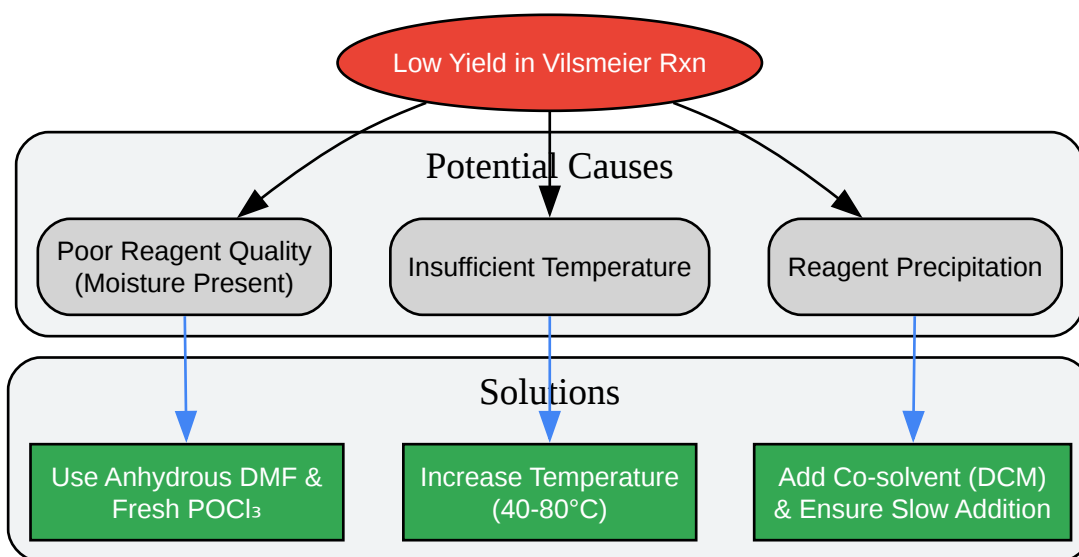 Low Yield in Vilsmeier Rxn
Potential Causes
Poor Reagent Quality
(Moisture Present)
Insufficient Temperature
Reagent Precipitation
Solutions
Use Anhydrous DMF &
Fresh POCl₃
Increase Temperature
(40-80°C)
Add Co-solvent (DCM)
& Ensure Slow Addition